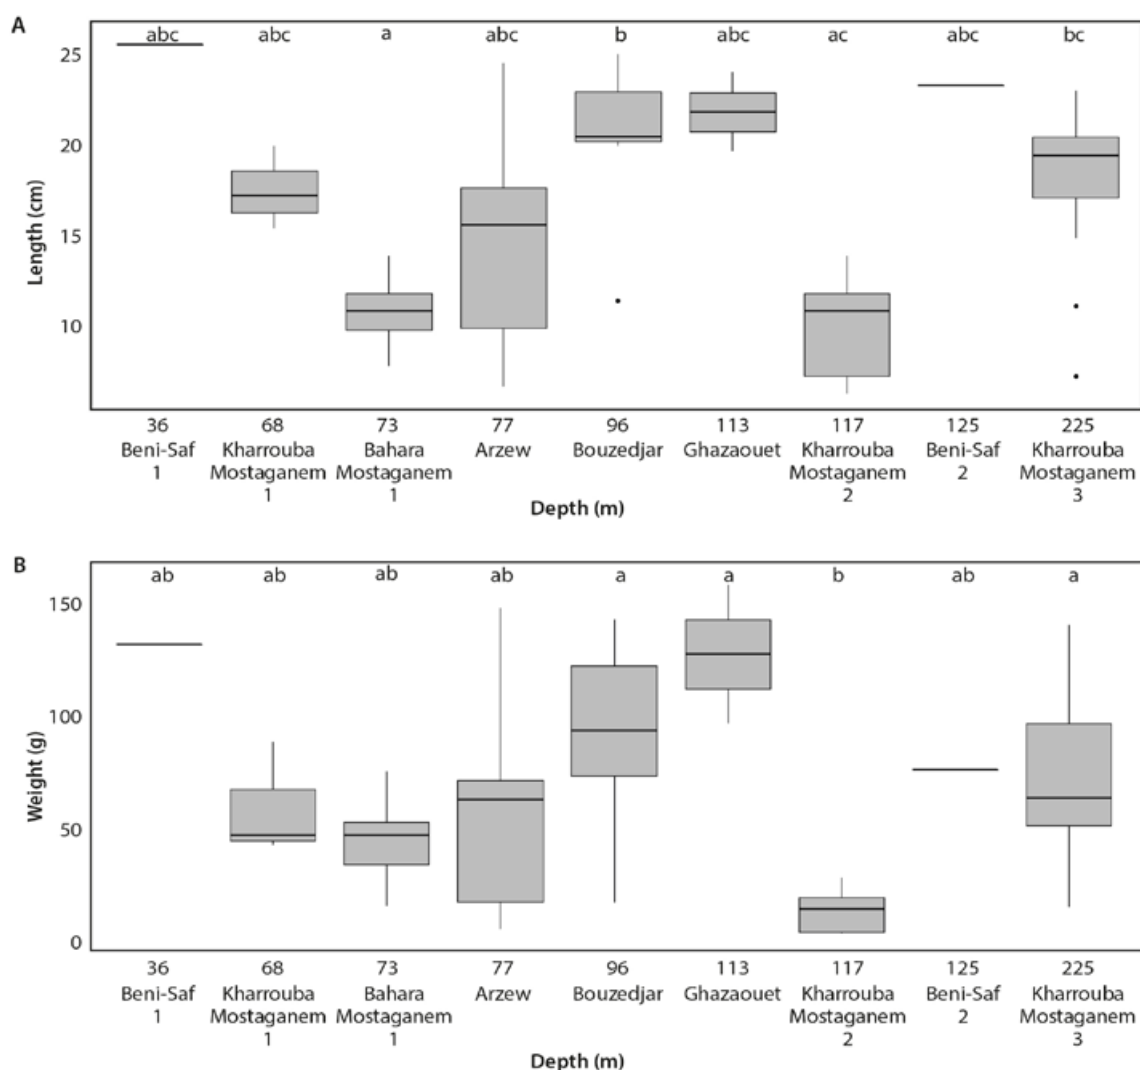 A
abc abc a abc b abc ac abc bc
25
20
15
10
Length (cm)
36 68 73 77 96 113 117 125 225
Beni-Saf Kharrouba Bahara Arzew Bouzedjar Ghazaouet Kharrouba Beni-Saf Kharrouba
1 Mostaganem Mostaganem Mostaganem 2 Mostaganem
1 1 2 3
Depth (m)
B
ab ab ab ab a a b ab a
150
100
50
0
Weight (g)
36 68 73 77 96 113 117 125 225
Beni-Saf Kharrouba Bahara Arzew Bouzedjar Ghazaouet Kharrouba Beni-Saf Kharrouba
1 Mostaganem Mostaganem Mostaganem 2 Mostaganem
1 1 2 3
Depth (m)